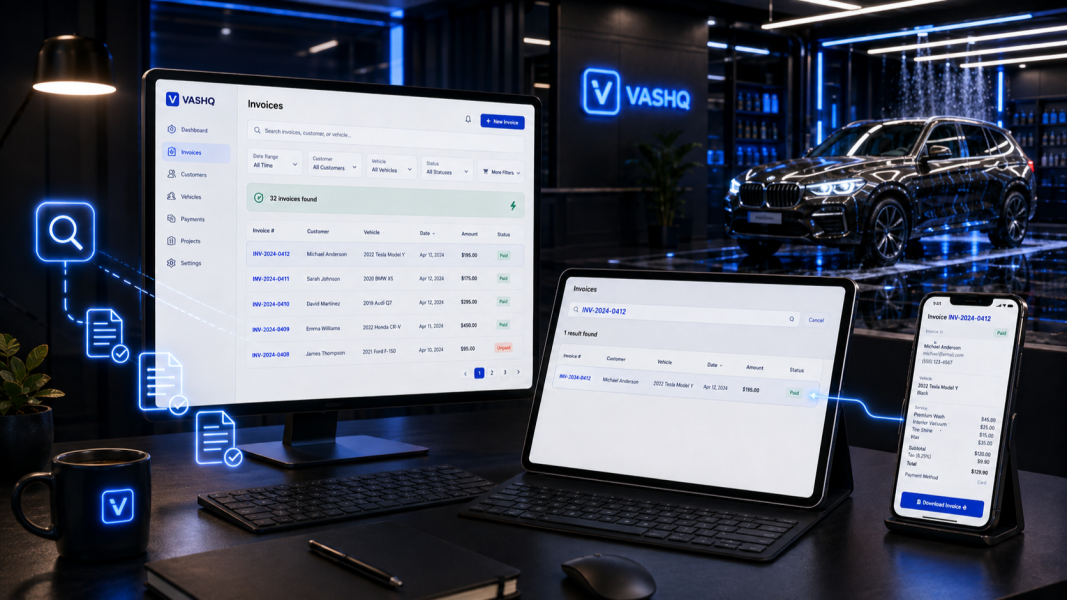 VASHQ
Dashboard
Invoices
Customers
Vehicles
Payments
Projects
Settings
Invoices
+ New Invoice
Search invoices, customer, or vehicle...
Date Range
All Time
Customer
All Customers
Vehicle
All Vehicles
Status
All Statuses
More Filters
32 invoices found
Invoice # Customer Vehicle Date Amount Status
INV-2024-0412 Michael Anderson 2022 Tesla Model Y Apr 12, 2024 $195.00 Paid
INV-2024-0411 Sarah Johnson 2020 BMW X5 Apr 12, 2024 $175.00 Paid
INV-2024-0410 David Martinez 2019 Audi Q7 Apr 12, 2024 $295.00 Paid
INV-2024-0409 Emma Williams 2022 Honda CR-V Apr 11, 2024 $490.00 Paid
INV-2024-0408 James Thompson 2021 Ford F-150 Apr 10, 2024 $95.00 Unpaid
1 2 3
VASHQ
Invoices
INV-2024-0412
Cancel
1 result found
Invoice # Customer Vehicle Date Amount Status
INV-2024-0412 Michael Anderson 2022 Tesla Model Y Apr 12, 2024 $195.00 Paid
9:41
Invoice INV-2024-0412
Paid
Michael Anderson
(555) 123-4567
Vehicle
2022 Tesla Model Y
Black
Service
Premium Wash $45.00
Interior Vacuum $25.00
Tire Shine $15.00
Wax $35.00
Subtotal $120.00
Tax (8.25%) $9.90
Total $129.90
Payment Method Card
Download Invoice